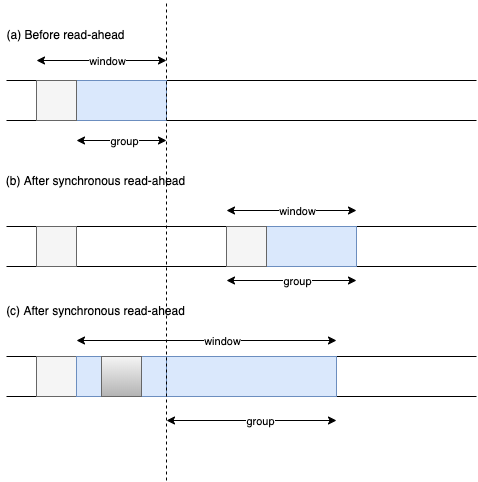 (a) Before read-ahead
window
group
(b) After synchronous read-ahead
window
group
(c) After synchronous read-ahead
window
group